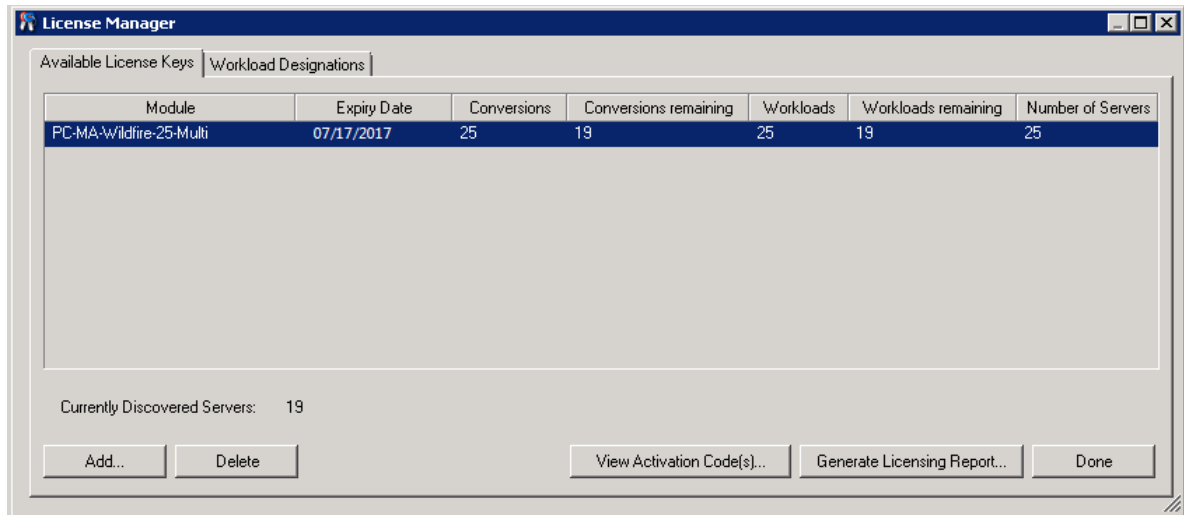 License Manager
Available License Keys Workload Designations
Module Expiry Date Conversions Conversions remaining Workloads Workloads remaining Number of Servers
PC-MA-Wildfire-25-Multi 07/17/2017 25 19 25 19 25
Currently Discovered Servers: 19
Add... Delete View Activation Code(s)... Generate Licensing Report... Done